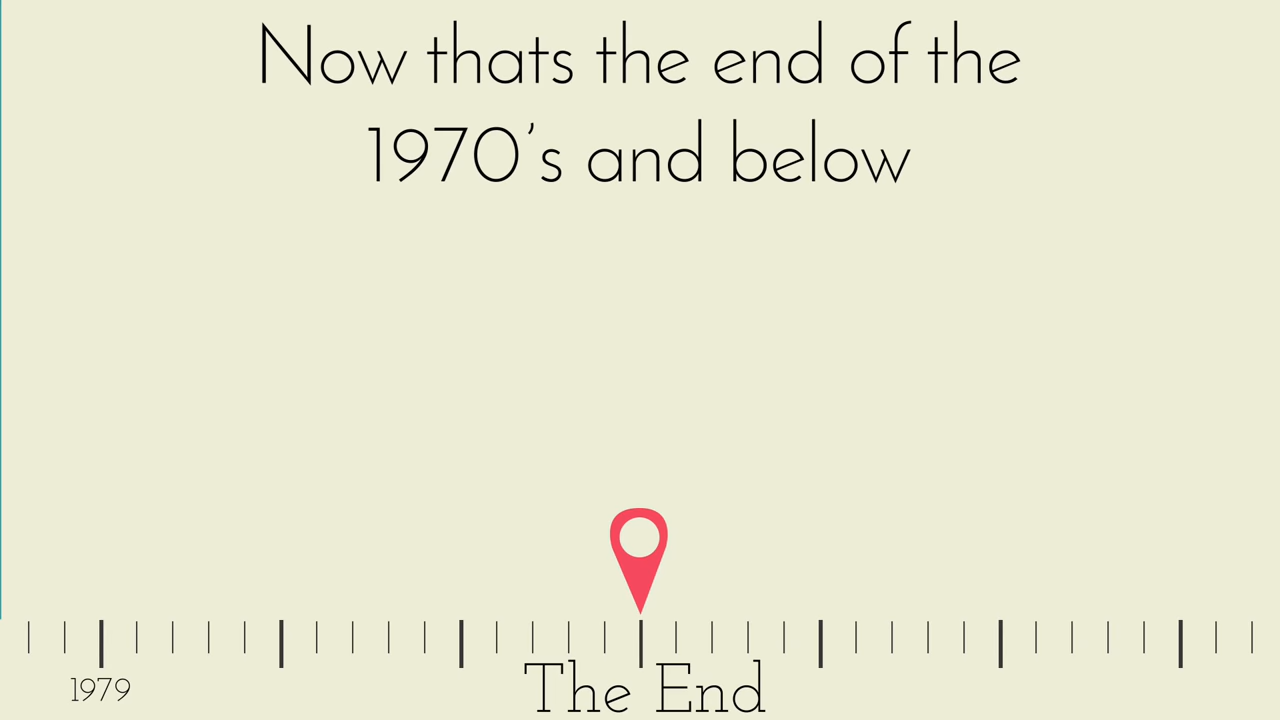 Now thats the end of the
1970's and below
1979
The End